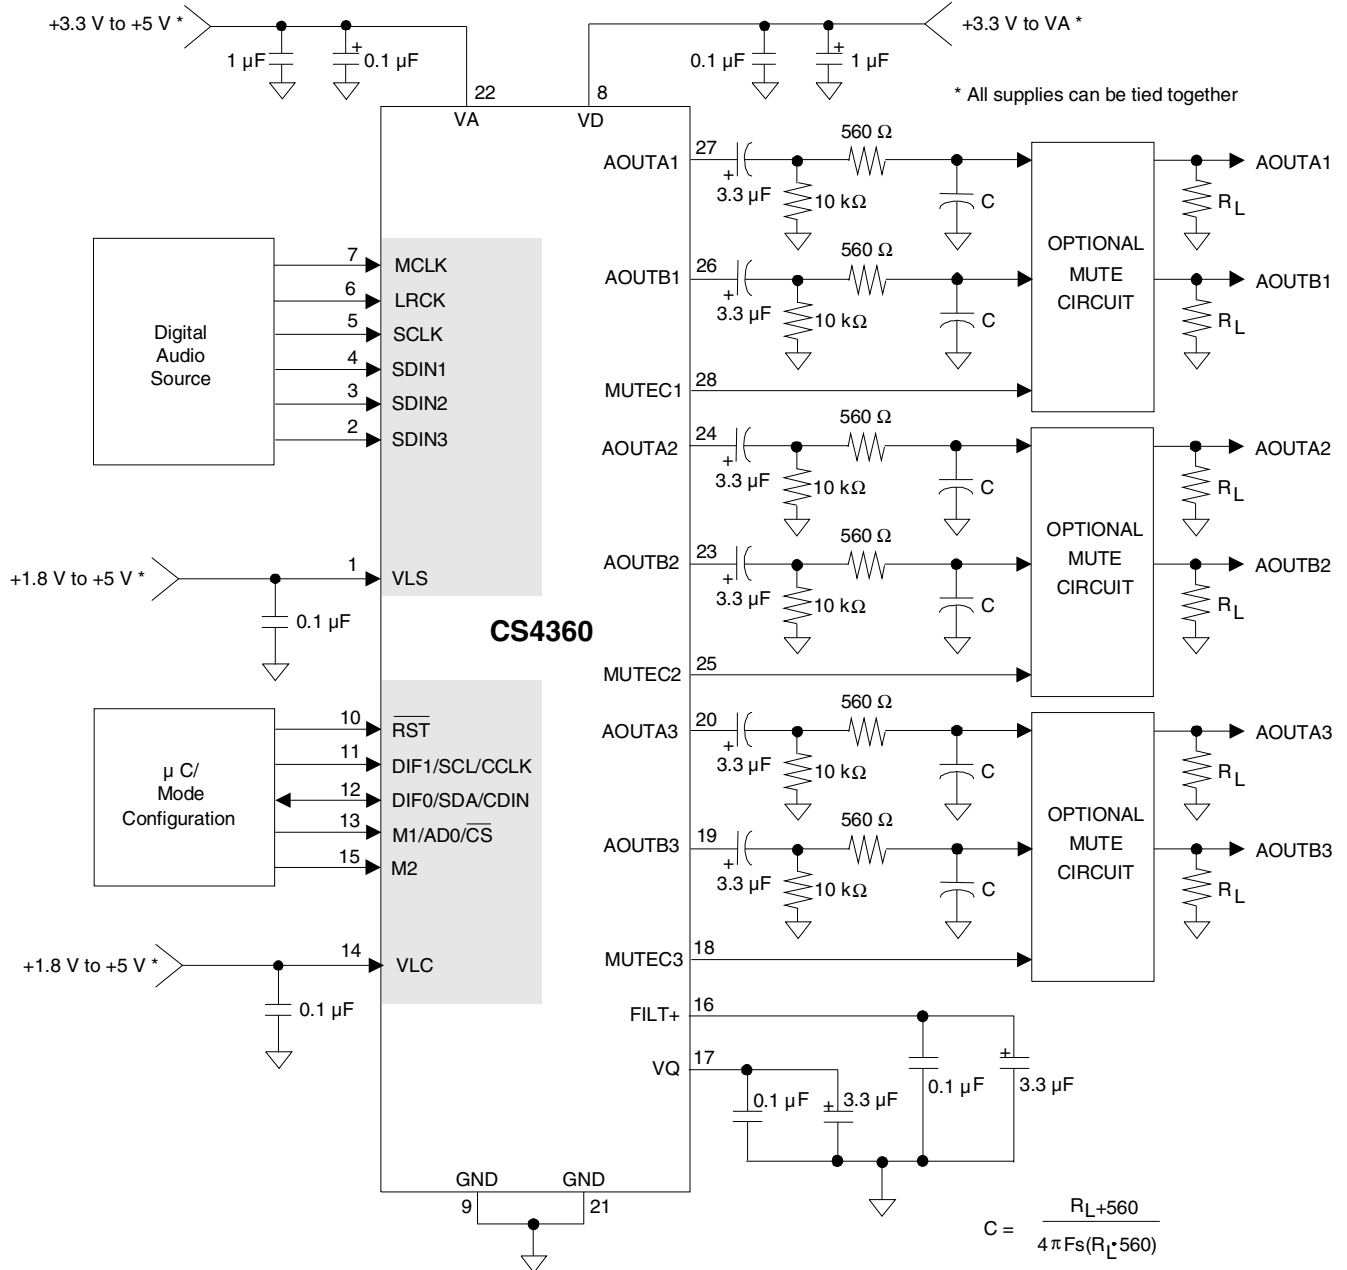 +3.3 V to +5 V *
1 µF
+
0.1 µF
22
VA
8
VD
0.1 µF
+
1 µF
+3.3 V to VA *
* All supplies can be tied together
CS4360
Digital
Audio
Source
7
MCLK
6
LRCK
5
SCLK
4
SDIN1
3
SDIN2
2
SDIN3
+1.8 V to +5 V *
0.1 µF
1
VLS
µ C/
Mode
Configuration
10
RST
11
DIF1/SCL/CCLK
12
DIF0/SDA/CDIN
13
M1/AD0/CS
15
M2
+1.8 V to +5 V *
0.1 µF
14
VLC
GND
9
GND
21
AOUTA1
27
+
3.3 µF
10 kΩ
560 Ω
C
AOUTA1
RL
AOUTB1
26
+
3.3 µF
10 kΩ
560 Ω
C
AOUTB1
RL
MUTEC1
28
OPTIONAL
MUTE
CIRCUIT
AOUTA2
24
+
3.3 µF
10 kΩ
560 Ω
C
AOUTA2
RL
AOUTB2
23
+
3.3 µF
10 kΩ
560 Ω
C
AOUTB2
RL
MUTEC2
25
OPTIONAL
MUTE
CIRCUIT
AOUTA3
20
+
3.3 µF
10 kΩ
560 Ω
C
AOUTA3
RL
AOUTB3
19
+
3.3 µF
10 kΩ
560 Ω
C
AOUTB3
RL
MUTEC3
18
OPTIONAL
MUTE
CIRCUIT
FILT+
16
0.1 µF
+
3.3 µF
VQ
17
0.1 µF
+
3.3 µF
C =
RL+560
4πFs(RL•560)